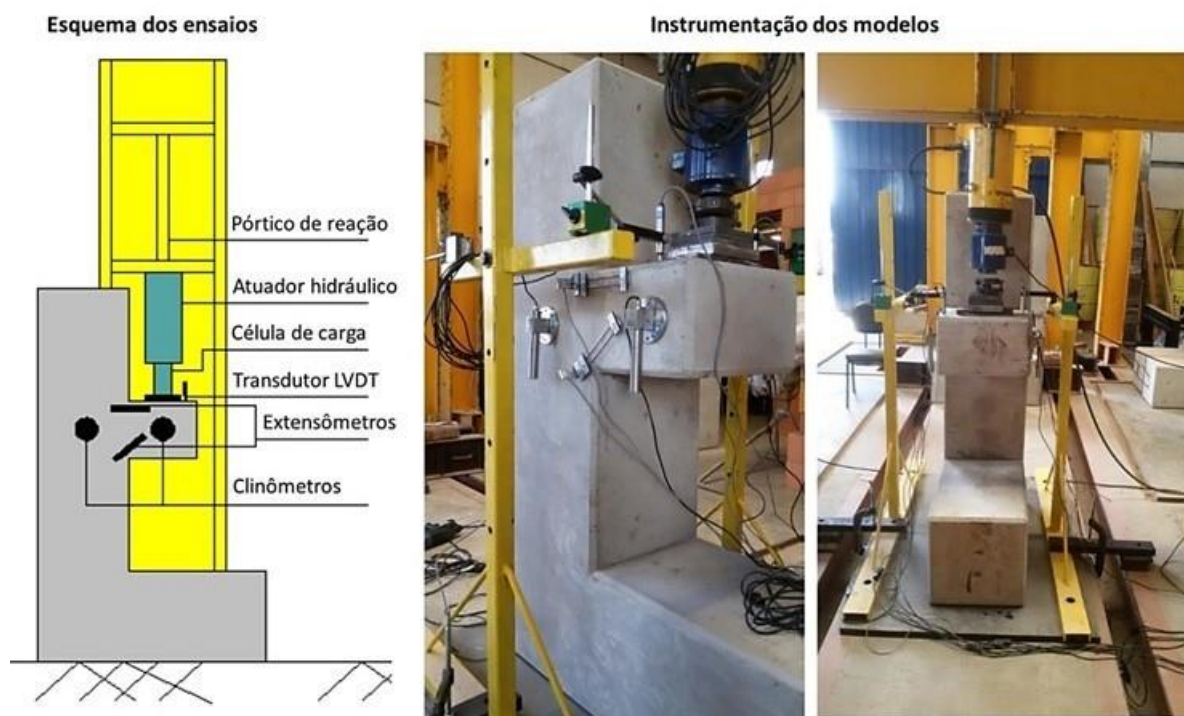 Esquema dos ensaios
Instrumentação dos modelos
Pórtico de reação
Atuador hidráulico
Célula de carga
Transdutor LVDT
Extensômetros
Clinômetros